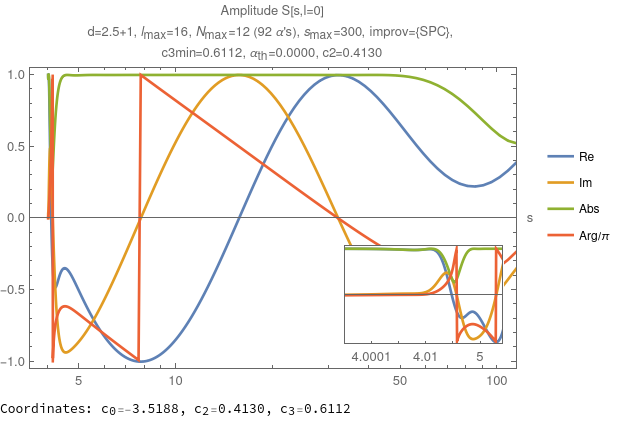 Amplitude S[s,l=0]
d=2.5+1, lmax=16, Nmax=12 (92 α's), smax=300, improv={SPC},
c3min=0.6112, αth=0.0000, c2=0.4130
1.0
0.5
0.0
−0.5
−1.0
5
10
50
100
s
Re
Im
Abs
Arg/π
4.0001
4.01
5
Coordinates: c0=-3.5188, c2=0.4130, c3=0.6112